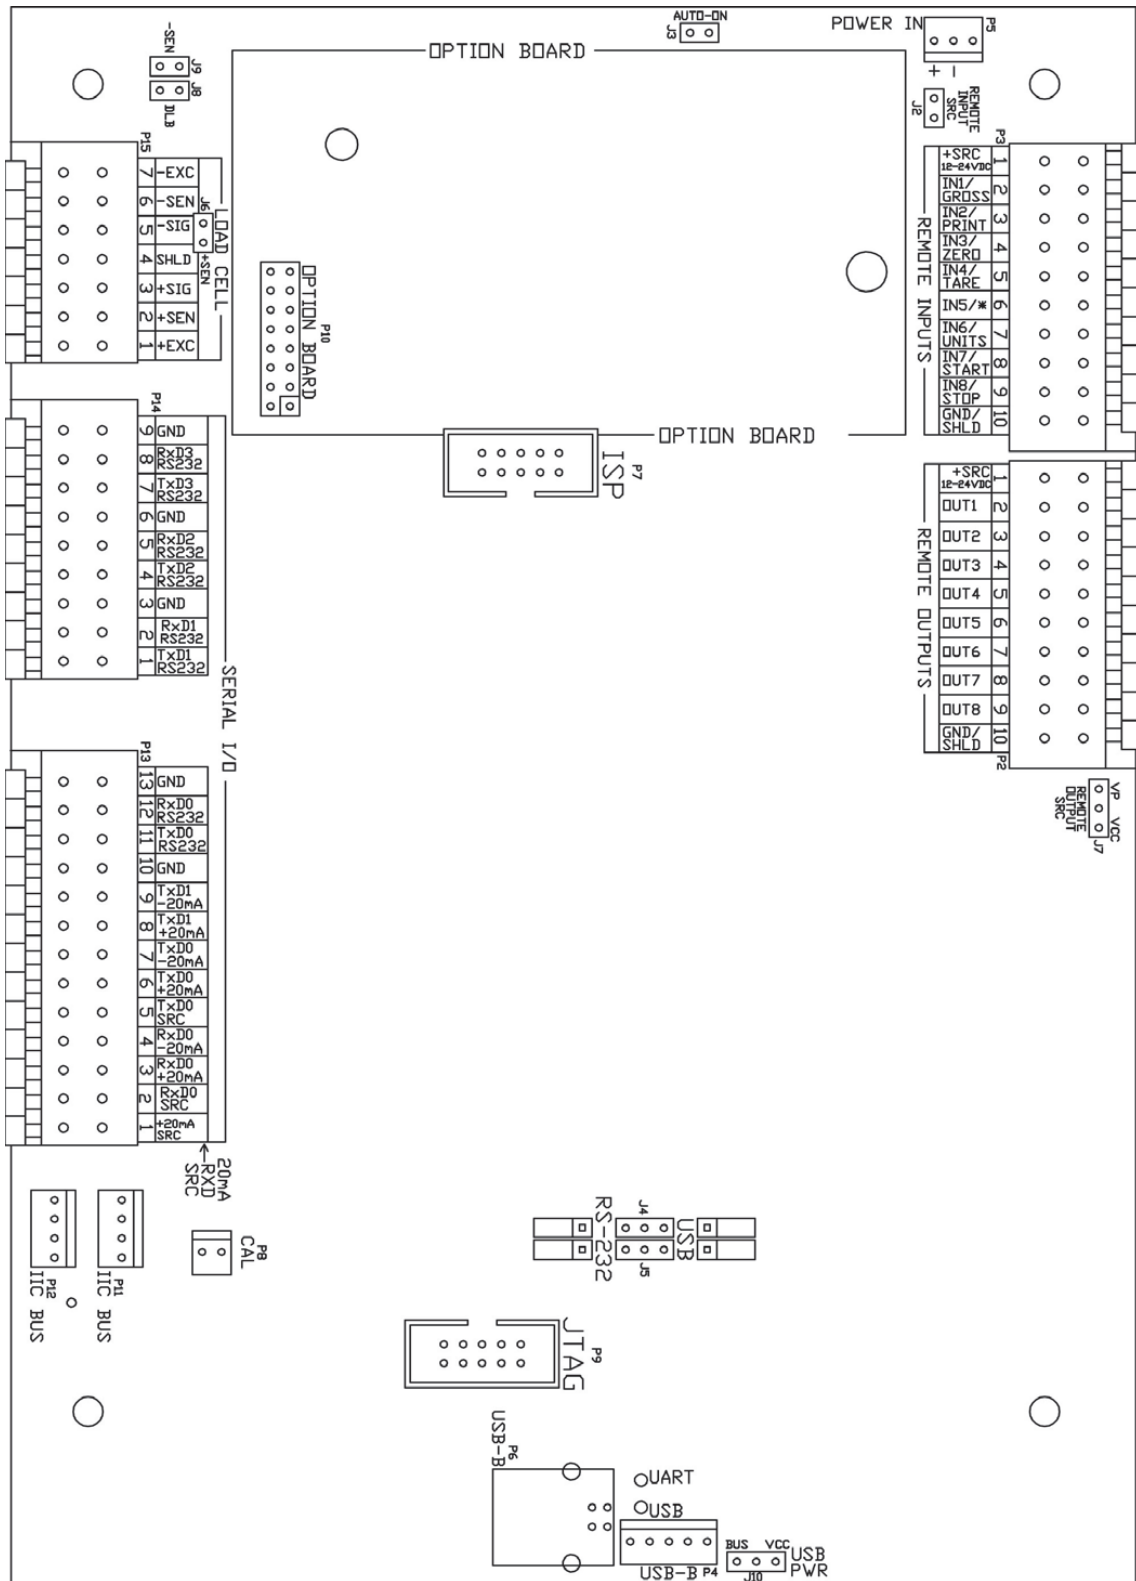 AUTO-ON
J3
POWER IN
P5
+ -
OPTION BOARD
-SEN
J9
J8
DLB
J2
REMOTE
INPUT
SRC
P15
7 -EXC
6 -SEN
5 -SIG
4 SHLD
3 +SIG
2 +SEN
1 +EXC
J6
+SEN
LOAD CELL
P10
OPTION BOARD
P3
REMOTE INPUTS
+SRC
12-24VDC 1
IN1/
GROSS 2
IN2/
PRINT 3
IN3/
ZERO 4
IN4/
TARE 5
IN5/* 6
IN6/
UNITS 7
IN7/
START 8
IN8/
STOP 9
GND/
SHLD 10
OPTION BOARD
P7
ISP
P14
9 GND
8 RxD3
RS232
7 TxD3
RS232
6 GND
5 RxD2
RS232
4 TxD2
RS232
3 GND
2 RxD1
RS232
1 TxD1
RS232
SERIAL I/O
REMOTE OUTPUTS
+SRC
12-24VDC 1
OUT1 2
OUT2 3
OUT3 4
OUT4 5
OUT5 6
OUT6 7
OUT7 8
OUT8 9
GND/
SHLD 10
P2
VP VCC
J7
REMOTE
OUTPUT
SRC
P13
13 GND
12 RxD0
RS232
11 TxD0
RS232
10 GND
9 TxD1
-20mA
8 TxD1
+20mA
7 TxD0
-20mA
6 TxD0
+20mA
5 TxD0
SRC
4 RxD0
-20mA
3 RxD0
+20mA
2 RxD0
SRC
1 +20mA
SRC
20mA
RXD
SRC
P12
IIC BUS
P11
IIC BUS
P8
CAL
RS-232
J4
J5
USB
P9
JTAG
P6
USB-B
UART
USB
USB-B P4
BUS VCC
J10
USB
PWR